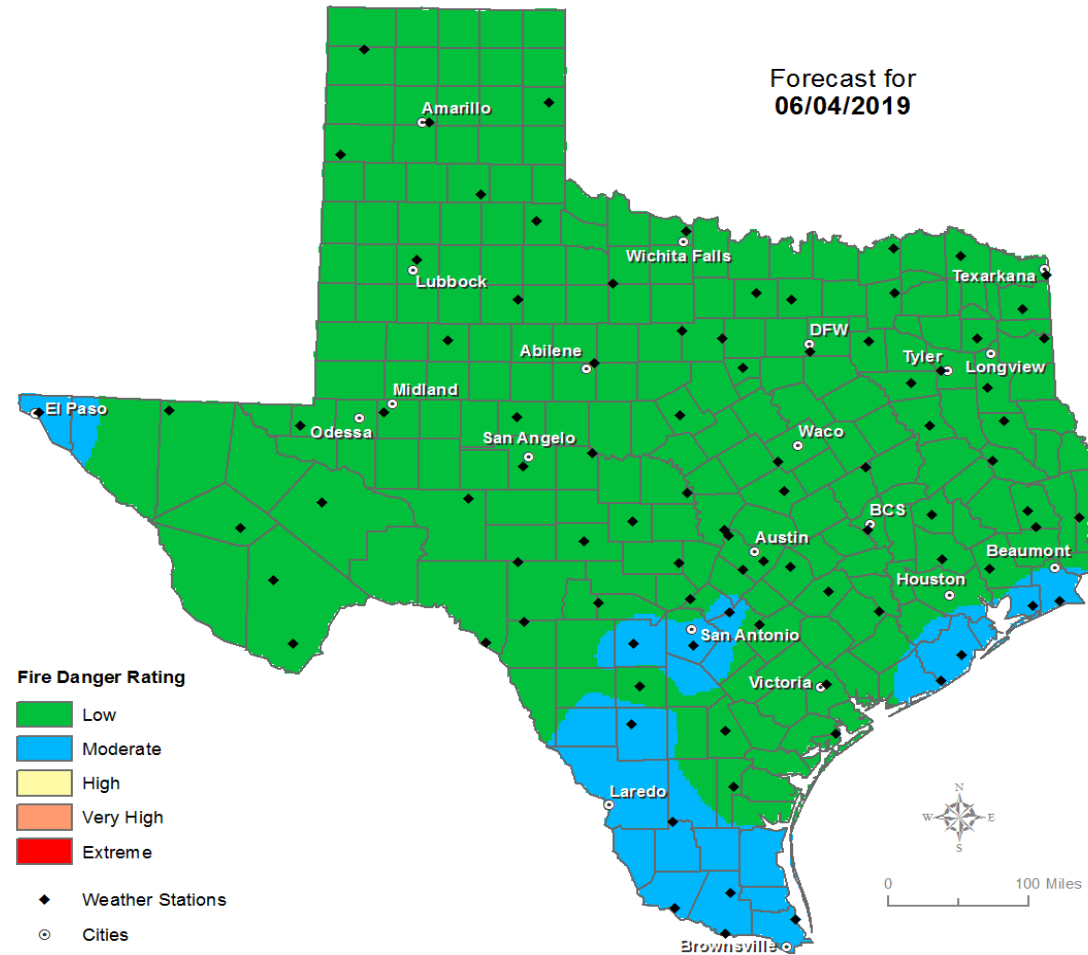 Forecast for
06/04/2019
Amarillo
Wichita Falls
Lubbock
Texarkana
DFW
Abilene
Tyler
Longview
Midland
El Paso
Odessa
San Angelo
Waco
BCS
Austin
Beaumont
Houston
San Antonio
Victoria
Laredo
Brownsville
Fire Danger Rating
Low
Moderate
High
Very High
Extreme
Weather Stations
Cities
N
W E
S
0 100 Miles